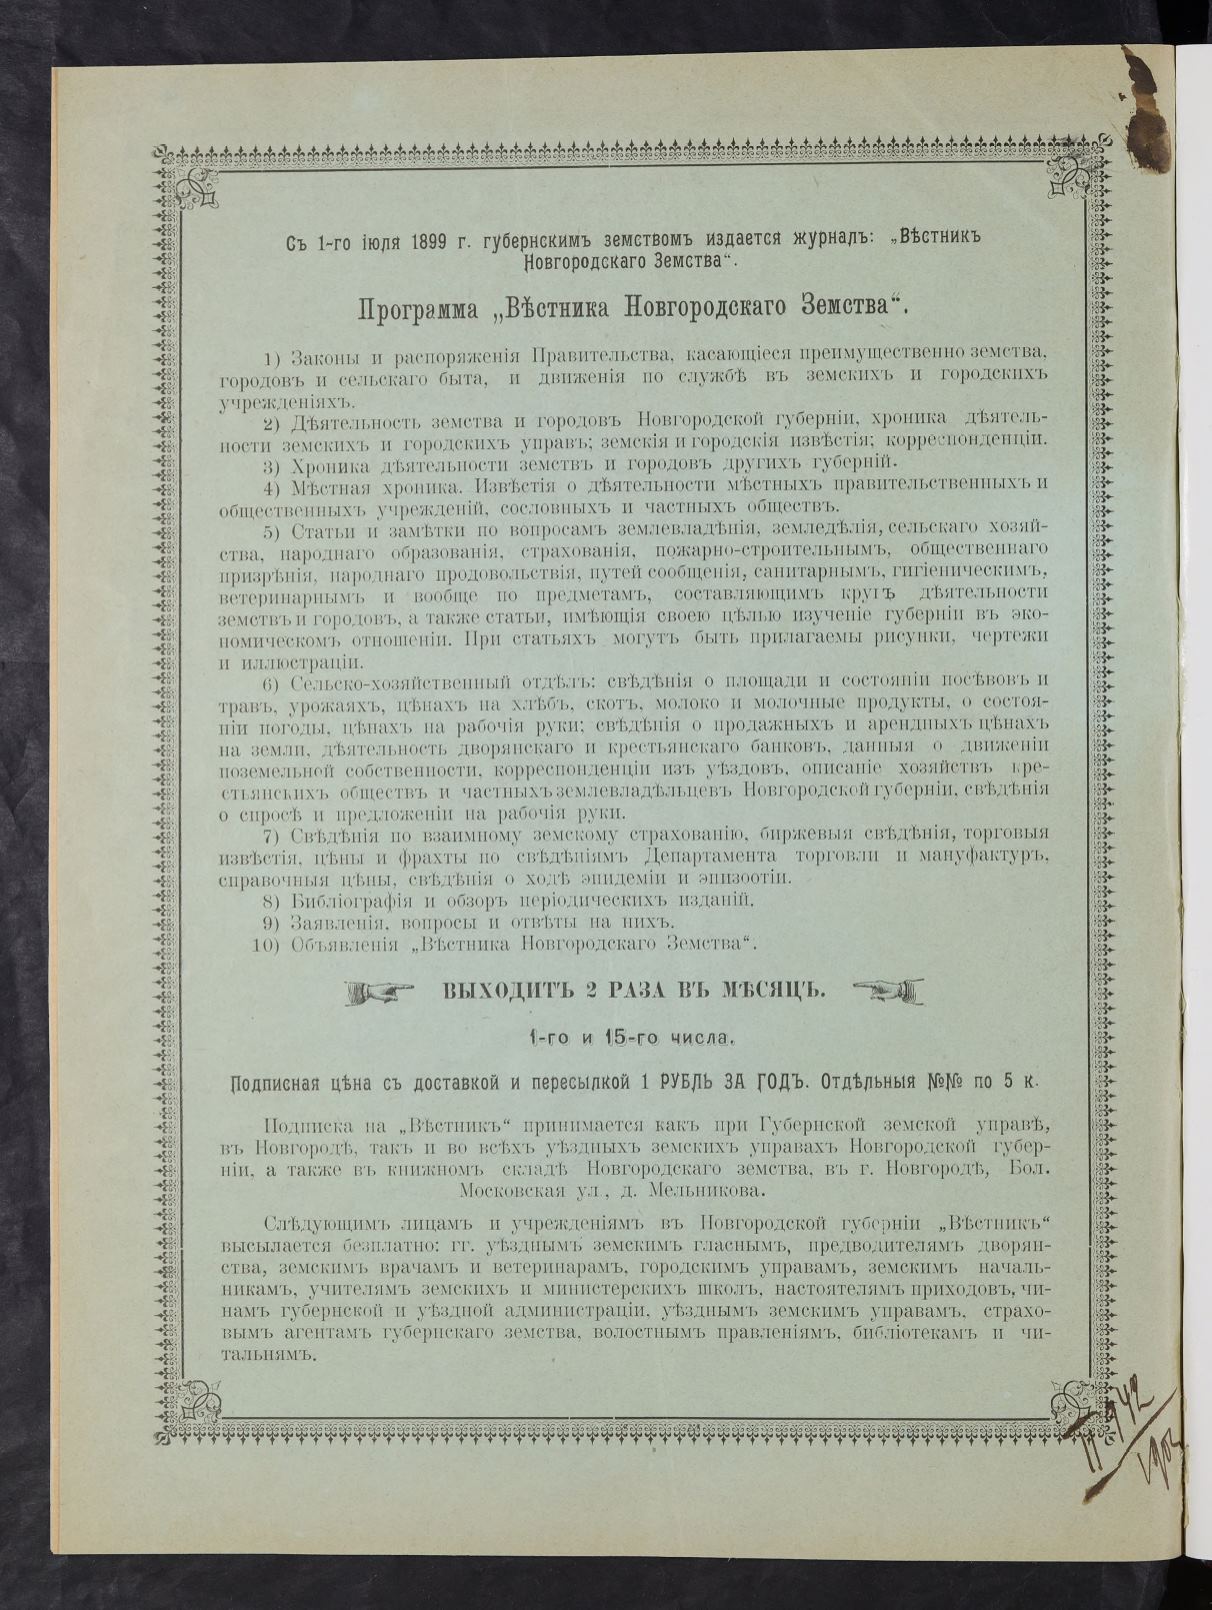 Съ 1-го іюля 1899 г. губернскимъ земствомъ издается журналъ: „Вѣстникъ
Новгородскаго Земства“.
Программа „Вѣстника Новгородскаго Земства“.
1) Законы и распоряженія Правительства, касающіеся преимущественно земства,
городовъ и сельскаго быта, и движенія по службѣ въ земскихъ и городскихъ
учрежденіяхъ.
2) Дѣятельность земства и городовъ Новгородской губерніи, хроника дѣятель-
ности земскихъ и городскихъ управъ; земскія и городскія извѣстія; корреспонденціи.
3) Хроника дѣятельности земствъ и городовъ другихъ губерній.
4) Мѣстная хроника. Извѣстія о дѣятельности мѣстныхъ правительственныхъ и
общественныхъ учрежденій, сословныхъ и частныхъ обществъ.
5) Статьи и замѣтки по вопросамъ землевладѣнія, земледѣлія, сельскаго хозяй-
ства, народнаго образованія, страхованія, пожарно-строительнымъ, общественнаго
призрѣнія, народнаго продовольствія, путей сообщенія, санитарнымъ, гигіеническимъ,
ветеринарнымъ и вообще по предметамъ, составляющимъ кругъ дѣятельности
земствъ и городовъ, а также статьи, имѣющія своею цѣлью изученіе губерніи въ эко-
номическомъ отношеніи. При статьяхъ могутъ быть прилагаемы рисунки, чертежи
и иллюстраціи.
6) Сельско-хозяйственный отдѣлъ: свѣдѣнія о площади и состояніи посѣвовъ и
травъ, урожаяхъ, цѣнахъ на хлѣбъ, скотъ, молоко и молочные продукты, о состоя-
ніи погоды, цѣнахъ на рабочія руки; свѣдѣнія о продажныхъ и арендныхъ цѣнахъ
на земли, дѣятельность дворянскаго и крестьянскаго банковъ, данныя о движеніи
поземельной собственности, корреспонденціи изъ уѣздовъ, описаніе хозяйствъ кре-
стьянскихъ обществъ и частныхъ землевладѣльцевъ Новгородской губерніи, свѣдѣнія
о спросѣ и предложеніи на рабочія руки.
7) Свѣдѣнія по взаимному земскому страхованію, биржевыя свѣдѣнія, торговыя
извѣстія, цѣны и фрахты по свѣдѣніямъ Департамента торговли и мануфактуръ,
справочныя цѣны, свѣдѣнія о ходѣ эпидеміи и эпизоотіи.
8) Библіографія и обзоръ періодическихъ изданій.
9) Заявленія, вопросы и отвѣты на нихъ.
10) Объявленія „Вѣстника Новгородскаго Земства“.
ВЫХОДИТЪ 2 РАЗА ВЪ МѢСЯЦЪ.
1-го и 15-го числа.
Подписная цѣна съ доставкой и пересылкой 1 РУБЛЬ ЗА ГОДЪ. Отдѣльныя №№ по 5 к.
Подписка на „Вѣстникъ“ принимается какъ при Губернской земской управѣ,
въ Новгородѣ, такъ и во всѣхъ уѣздныхъ земскихъ управахъ Новгородской губер-
ніи, а также въ книжномъ складѣ Новгородскаго земства, въ г. Новгородѣ, Бол.
Московская ул., д. Мельникова.
Слѣдующимъ лицамъ и учрежденіямъ въ Новгородской губерніи „Вѣстникъ“
высылается безплатно: гг. уѣзднымъ земскимъ гласнымъ, предводителямъ дворян-
ства, земскимъ врачамъ и ветеринарамъ, городскимъ управамъ, земскимъ началь-
никамъ, учителямъ земскихъ и министерскихъ школъ, настоятелямъ приходовъ, чи-
намъ губернской и уѣздной администраціи, уѣзднымъ земскимъ управамъ, страхо-
вымъ агентамъ губернскаго земства, волостнымъ правленіямъ, библіотекамъ и чи-
тальнямъ.